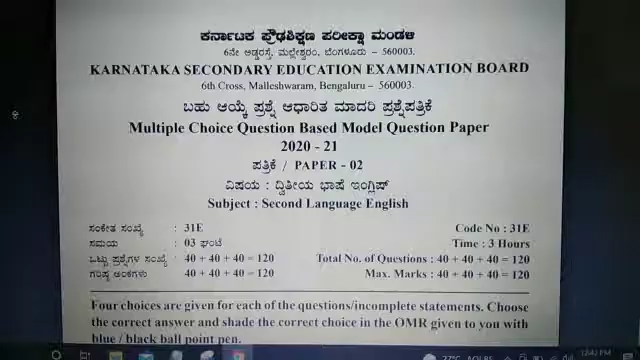 ಕರ್ನಾಟಕ ಪ್ರೌಢಶಿಕ್ಷಣ ಪರೀಕ್ಷಾ ಮಂಡಳಿ
6ನೇ ಅಡ್ಡರಸ್ತೆ, ಮಲ್ಲೇಶ್ವರಂ, ಬೆಂಗಳೂರು – 560003.
KARNATAKA SECONDARY EDUCATION EXAMINATION BOARD
6th Cross, Malleshwaram, Bengaluru – 560003.
ಬಹು ಆಯ್ಕೆ ಪ್ರಶ್ನೆ ಆಧಾರಿತ ಮಾದರಿ ಪ್ರಶ್ನೆಪತ್ರಿಕೆ
Multiple Choice Question Based Model Question Paper
2020 - 21
ಪತ್ರಿಕೆ / PAPER - 02
ವಿಷಯ : ದ್ವಿತೀಯ ಭಾಷೆ ಇಂಗ್ಲಿಷ್
Subject : Second Language English
ಸಂಕೇತ ಸಂಖ್ಯೆ : 31E Code No : 31E
ಸಮಯ : 03 ಘಂಟೆ Time : 3 Hours
ಒಟ್ಟು ಪ್ರಶ್ನೆಗಳ ಸಂಖ್ಯೆ : 40 + 40 + 40 = 120 Total No. of Questions : 40 + 40 + 40 = 120
ಗರಿಷ್ಠ ಅಂಕಗಳು : 40 + 40 + 40 = 120 Max. Marks : 40 + 40 + 40 = 120
Four choices are given for each of the questions/incomplete statements. Choose
the correct answer and shade the correct choice in the OMR given to you with
blue / black ball point pen.
27°C